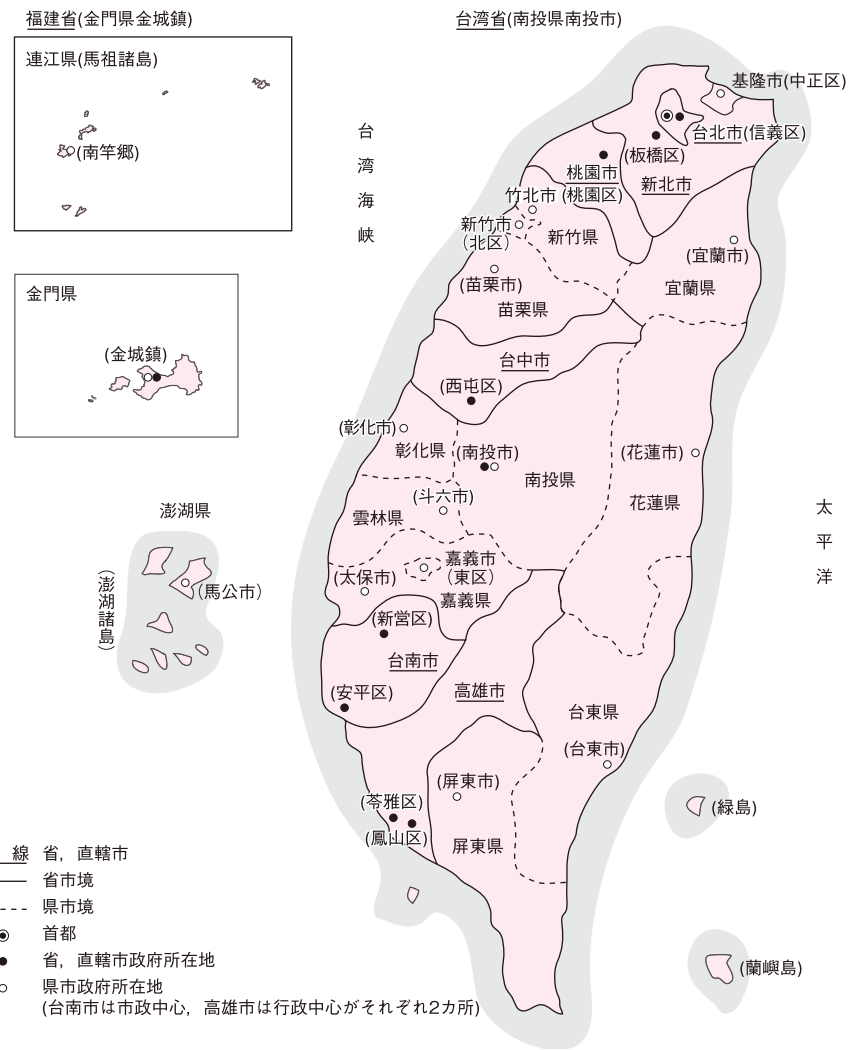 福建省(金門県金城鎮)
台湾省(南投県南投市)
連江県(馬祖諸島)
(南竿郷)
台湾海峡
基隆市(中正区)
台北市(信義区)
(板橋区)
桃園市
(桃園区)
新北市
竹北市
新竹市
(北区)
新竹県
(宜蘭市)
宜蘭県
(苗栗市)
苗栗県
金門県
(金城鎮)
台中市
(西屯区)
(彰化市)
彰化県
(南投市)
南投県
(花蓮市)
花蓮県
(斗六市)
雲林県
太平洋
澎湖県
(澎湖諸島)
(馬公市)
嘉義市
(東区)
(太保市)
嘉義県
(新営区)
台南市
(安平区)
高雄市
台東県
(台東市)
(屏東市)
屏東県
(苓雅区)
(鳳山区)
(緑島)
(蘭嶼島)
線 省，直轄市
省市境
県市境
首都
省，直轄市政府所在地
県市政府所在地
(台南市は市政中心，高雄市は行政中心がそれぞれ2カ所)